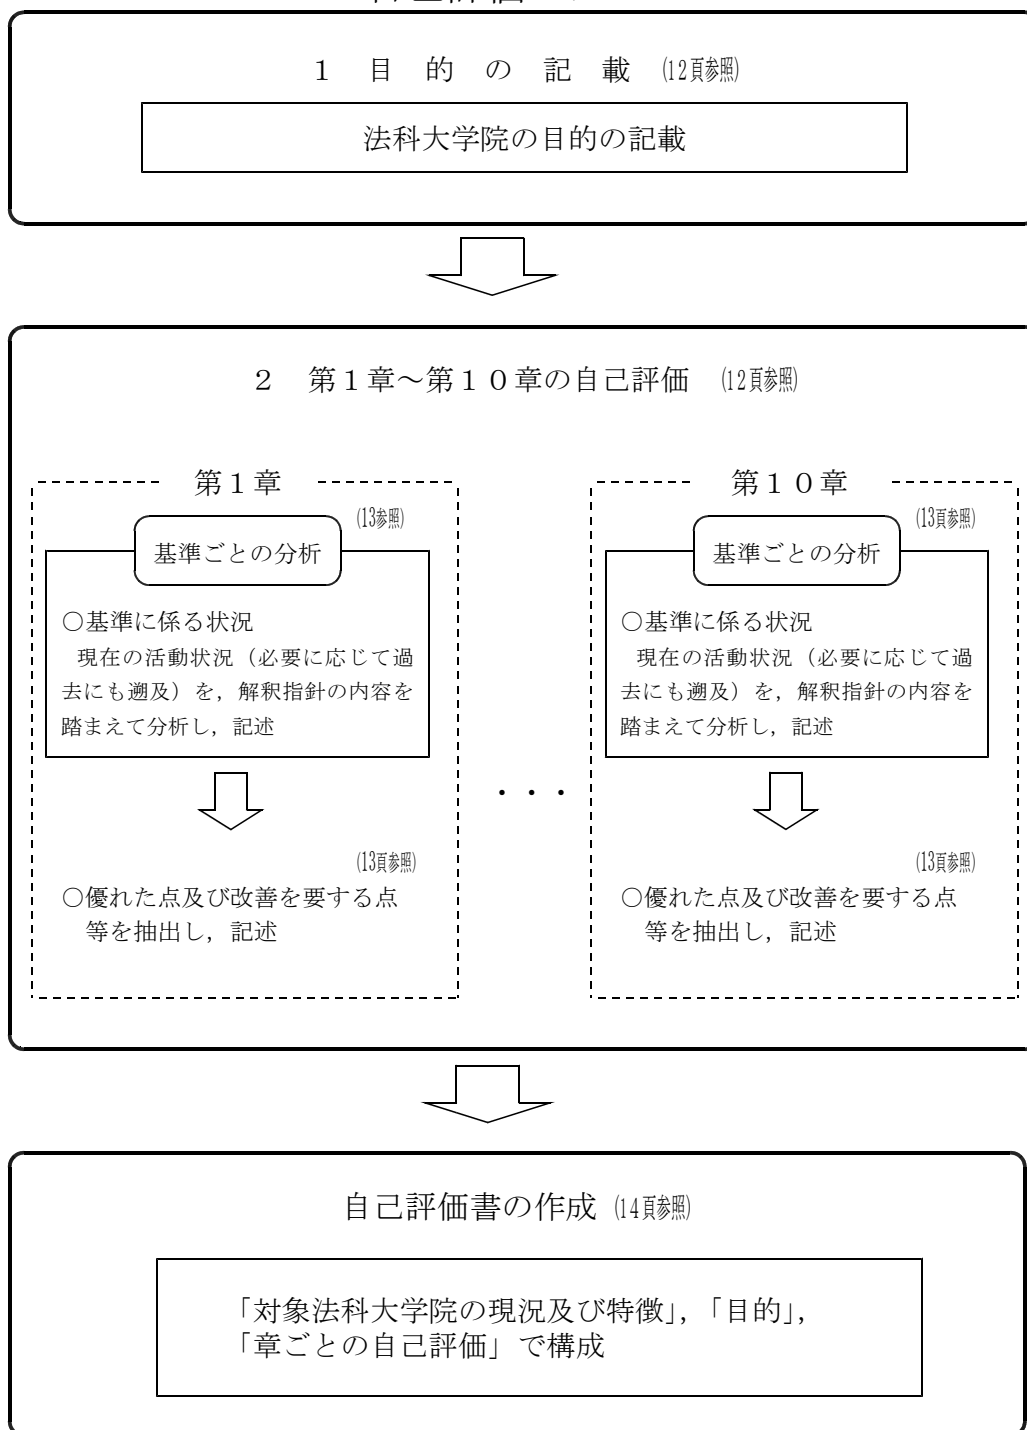 １ 目 的 の 記 載 (12頁参照)
法科大学院の目的の記載
２ 第１章～第１０章の自己評価 (12頁参照)
第１章
(13参照)
基準ごとの分析
○基準に係る状況
現在の活動状況（必要に応じて過
去にも遡及）を，解釈指針の内容を
踏まえて分析し，記述
(13頁参照)
○優れた点及び改善を要する点
等を抽出し，記述
・・・
第１０章
(13頁参照)
基準ごとの分析
○基準に係る状況
現在の活動状況（必要に応じて過
去にも遡及）を，解釈指針の内容を
踏まえて分析し，記述
(13頁参照)
○優れた点及び改善を要する点
等を抽出し，記述
自己評価書の作成 (14頁参照)
「対象法科大学院の現況及び特徴」，「目的」，
「章ごとの自己評価」で構成